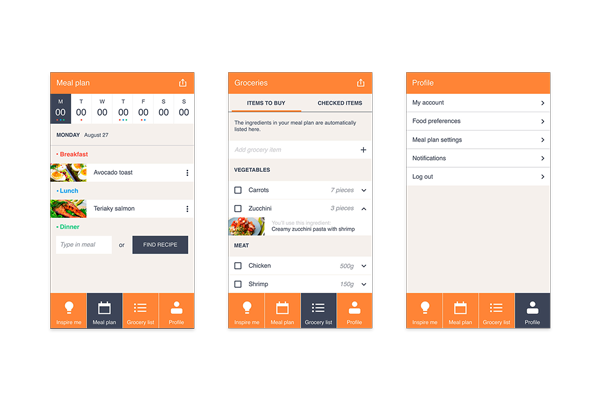 Meal plan
M T W T F S S
00 00 00 00 00 00 00
MONDAY August 27
• Breakfast
Avocado toast
• Lunch
Teriaky salmon
• Dinner
Type in meal or FIND RECIPE
Inspire me Meal plan Grocery list Profile
Groceries
ITEMS TO BUY CHECKED ITEMS
The ingredients in your meal plan are automatically
listed here.
Add grocery item +
VEGETABLES
Carrots 7 pieces
Zucchini 3 pieces
You'll use this ingredient:
Creamy zucchini pasta with shrimp
MEAT
Chicken 500g
Shrimp 150g
Inspire me Meal plan Grocery list Profile
Profile
My account
Food preferences
Meal plan settings
Notifications
Log out
Inspire me Meal plan Grocery list Profile